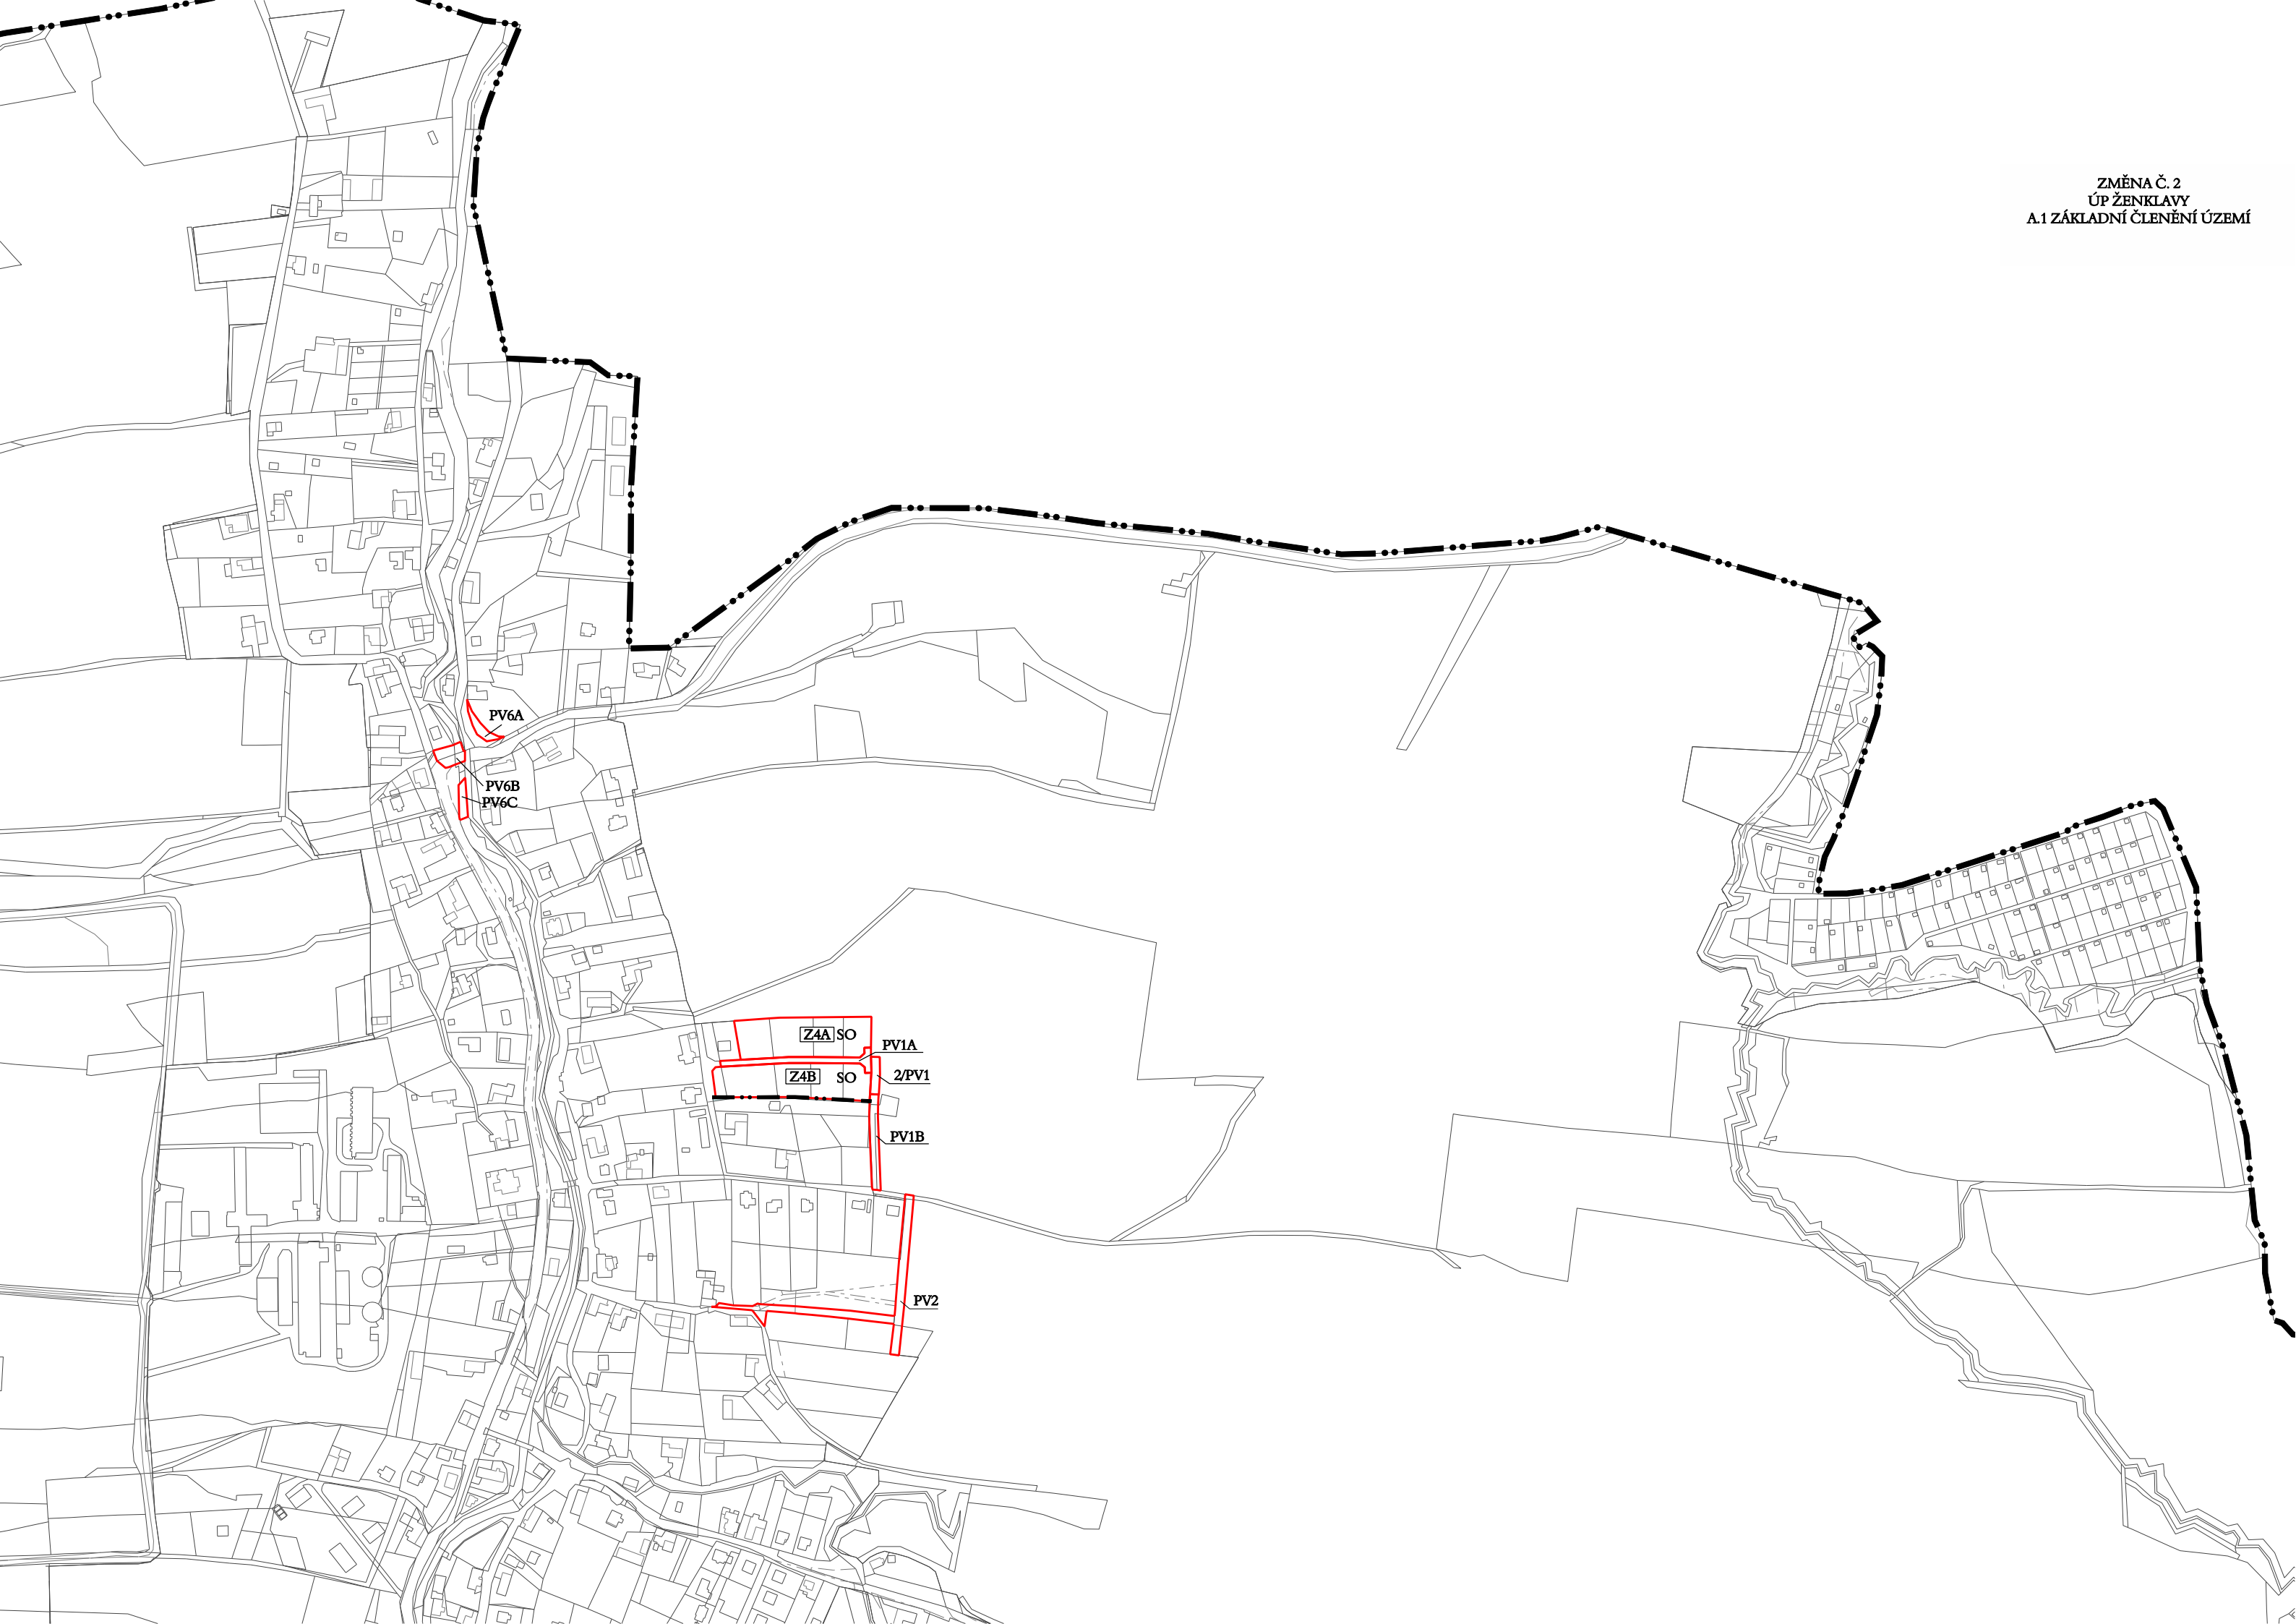 ZMĚNA Č. 2
ÚP ŽENKLAVY
A.1 ZÁKLADNÍ ČLENĚNÍ ÚZEMÍ
PV6A
PV6B
PV6C
Z4A SO
PV1A
2/PV1
Z4B SO
PV1B
PV2